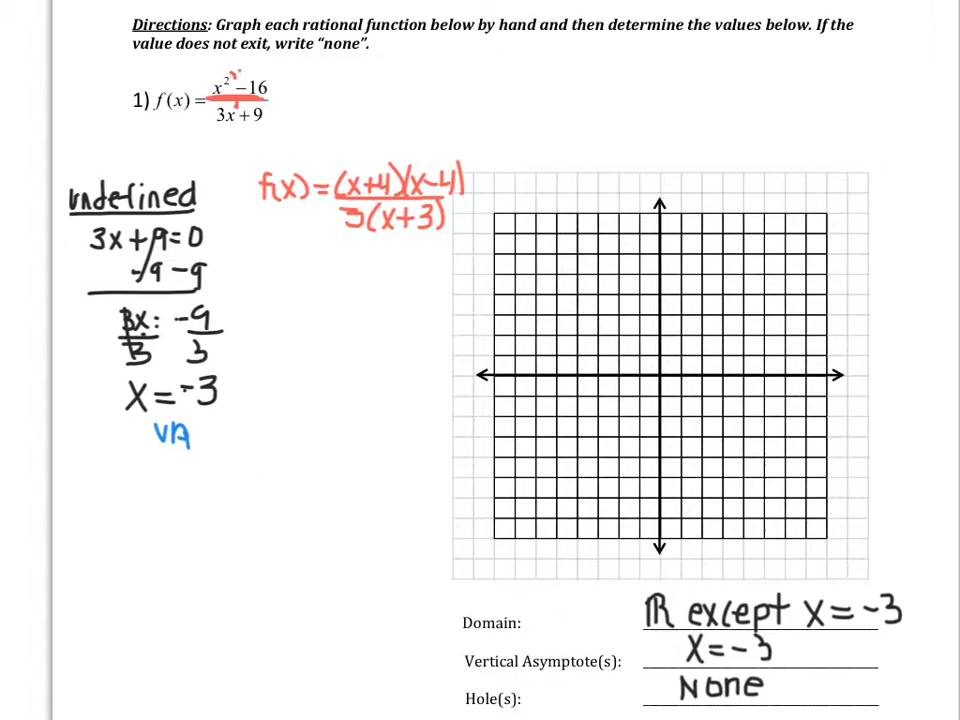 Directions: Graph each rational function below by hand and then determine the values below. If the
value does not exit, write “none”.
1) f(x) = (x² − 16)/(3x + 9)
undefined
3x + 9 = 0
-9 -9
3x = -9
3 3
x = -3
VA
f(x) = (x+4)(x-4)
3(x+3)
Domain: ℝ except x = -3
Vertical Asymptote(s): x = -3
Hole(s): None